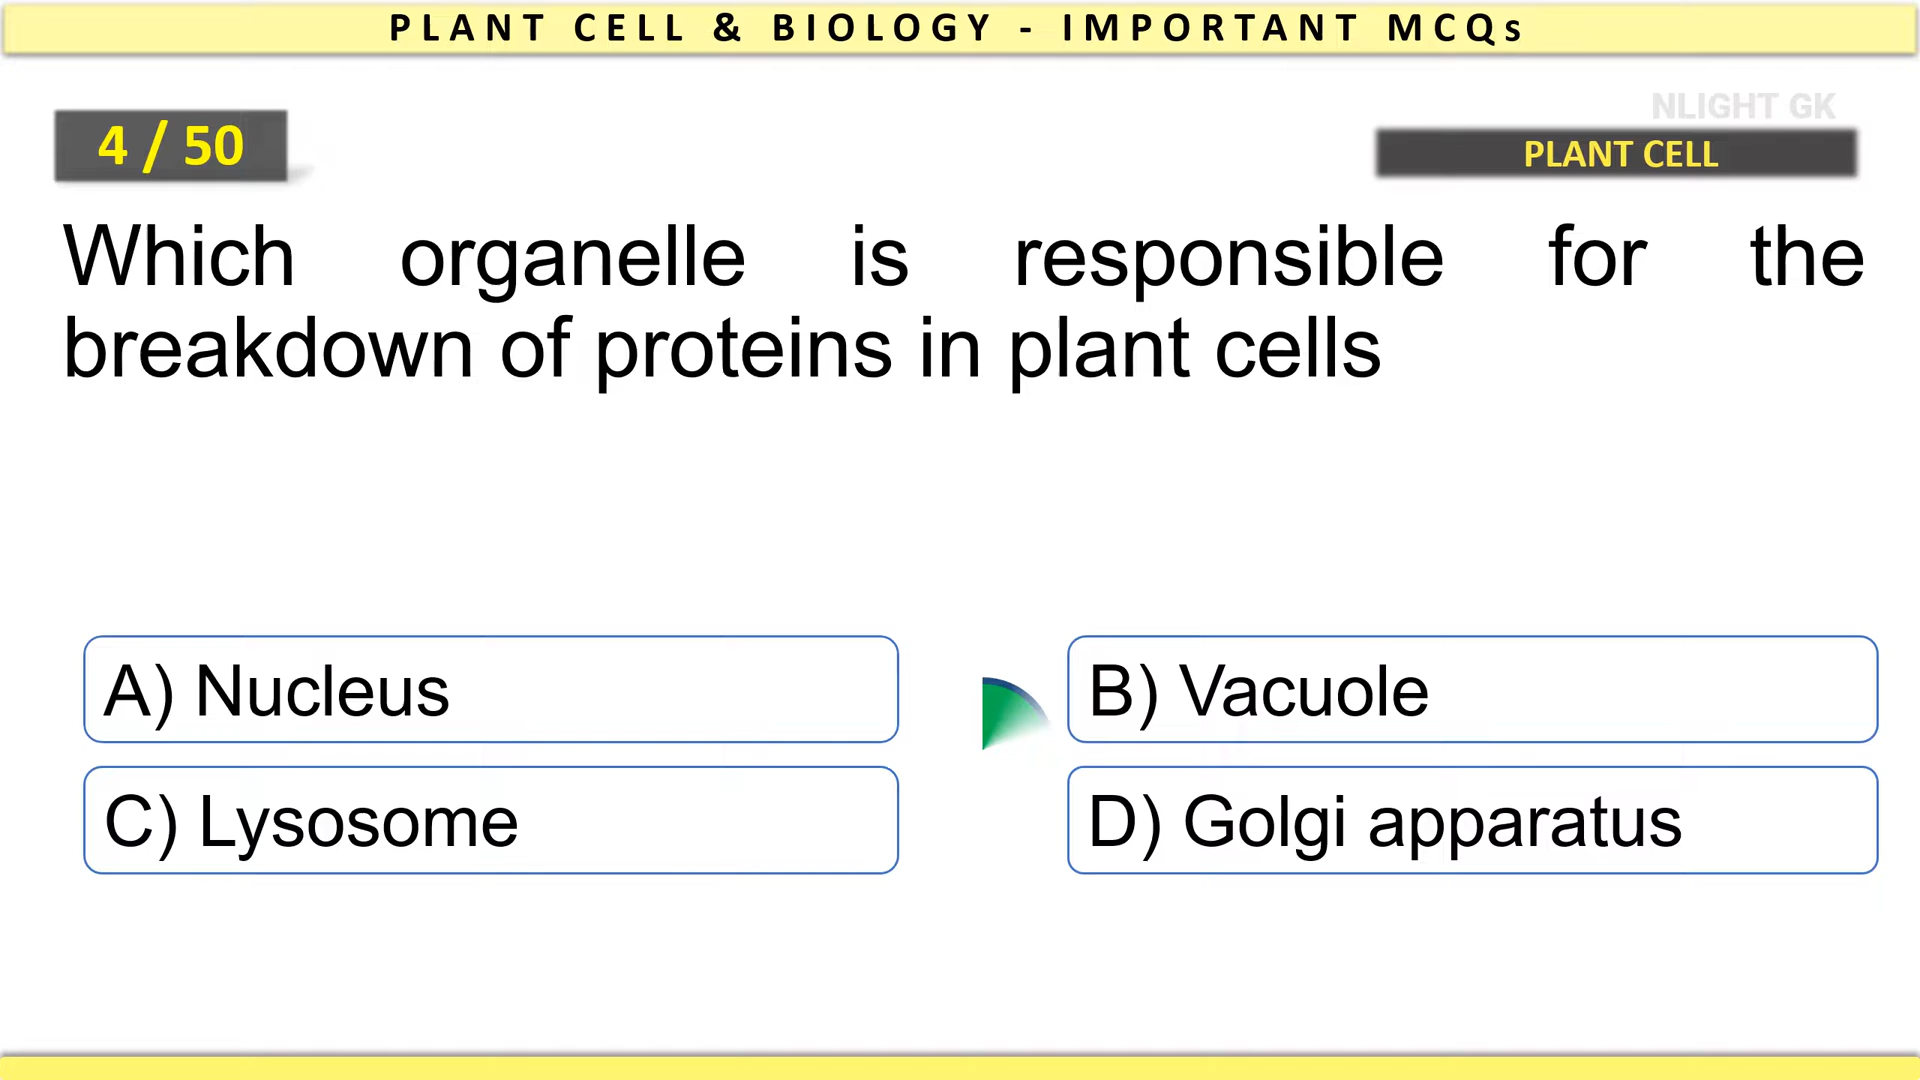 PLANT CELL & BIOLOGY - IMPORTANT MCQs
NLIGHT GK
4 / 50
PLANT CELL
Which organelle is responsible for the
breakdown of proteins in plant cells
A) Nucleus
B) Vacuole
C) Lysosome
D) Golgi apparatus